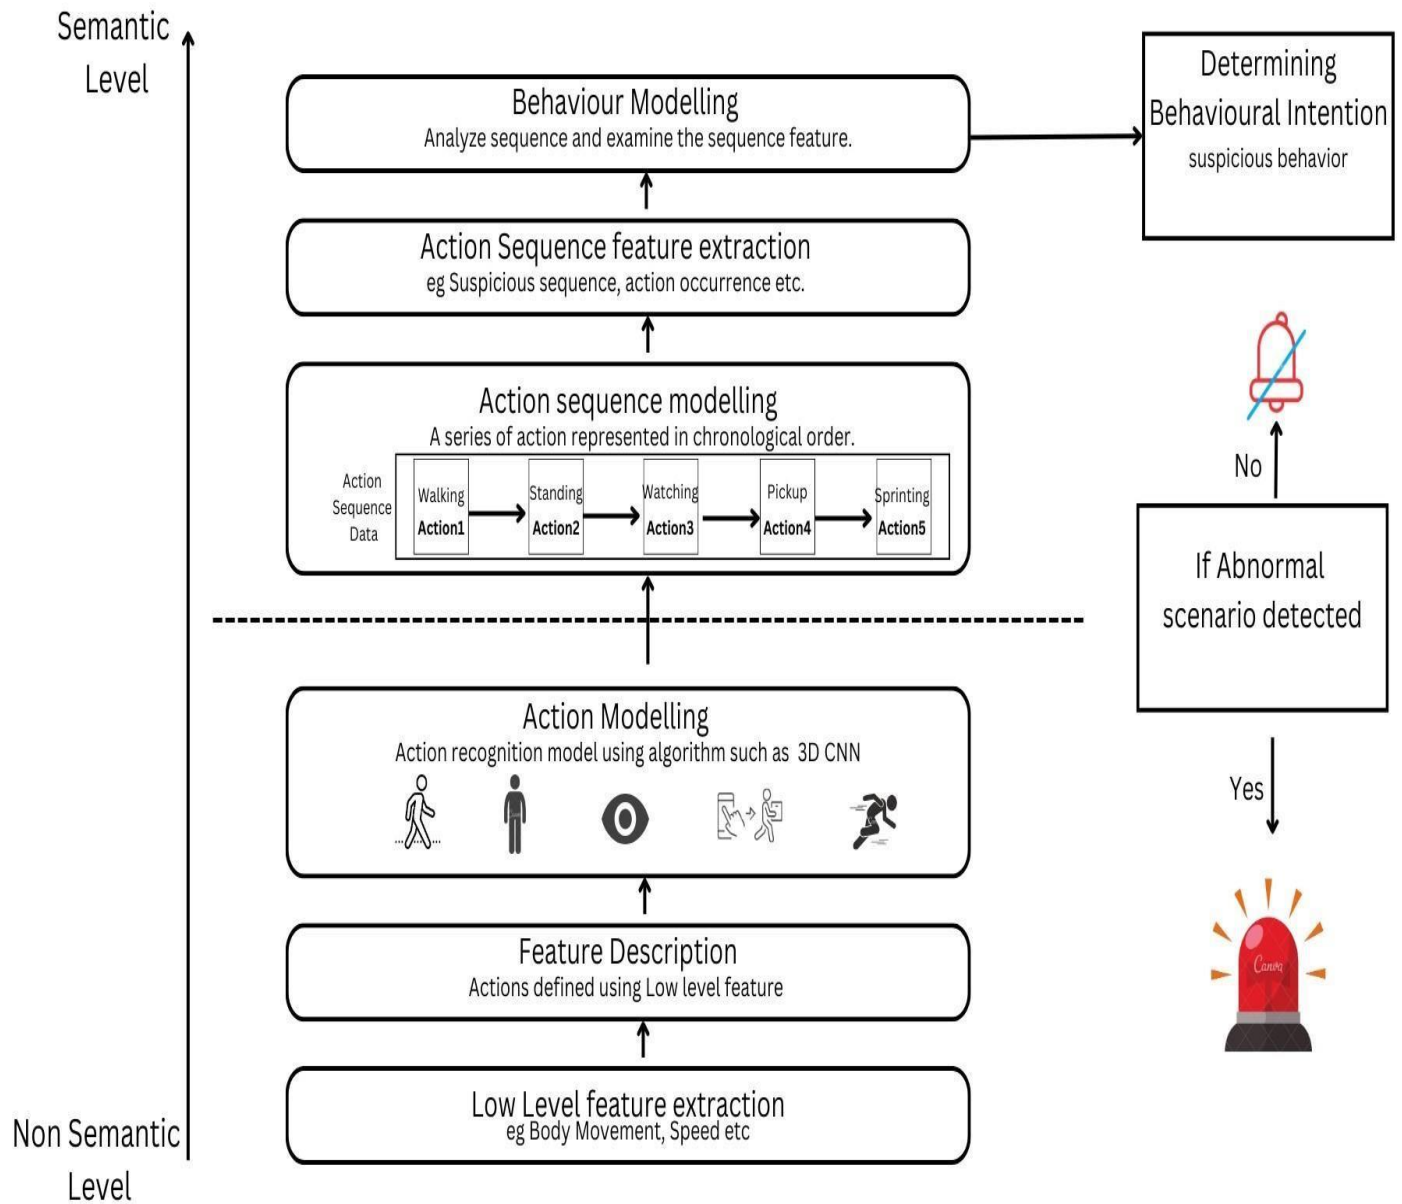 Semantic
Level
Behaviour Modelling
Analyze sequence and examine the sequence feature.
Determining
Behavioural Intention
suspicious behavior
Action Sequence feature extraction
eg Suspicious sequence, action occurrence etc.
Action sequence modelling
A series of action represented in chronological order.
Action
Sequence
Data
Walking
Action1
Standing
Action2
Watching
Action3
Pickup
Action4
Sprinting
Action5
No
If Abnormal
scenario detected
Yes
Canva
Action Modelling
Action recognition model using algorithm such as 3D CNN
Feature Description
Actions defined using Low level feature
Low Level feature extraction
eg Body Movement, Speed etc
Non Semantic
Level